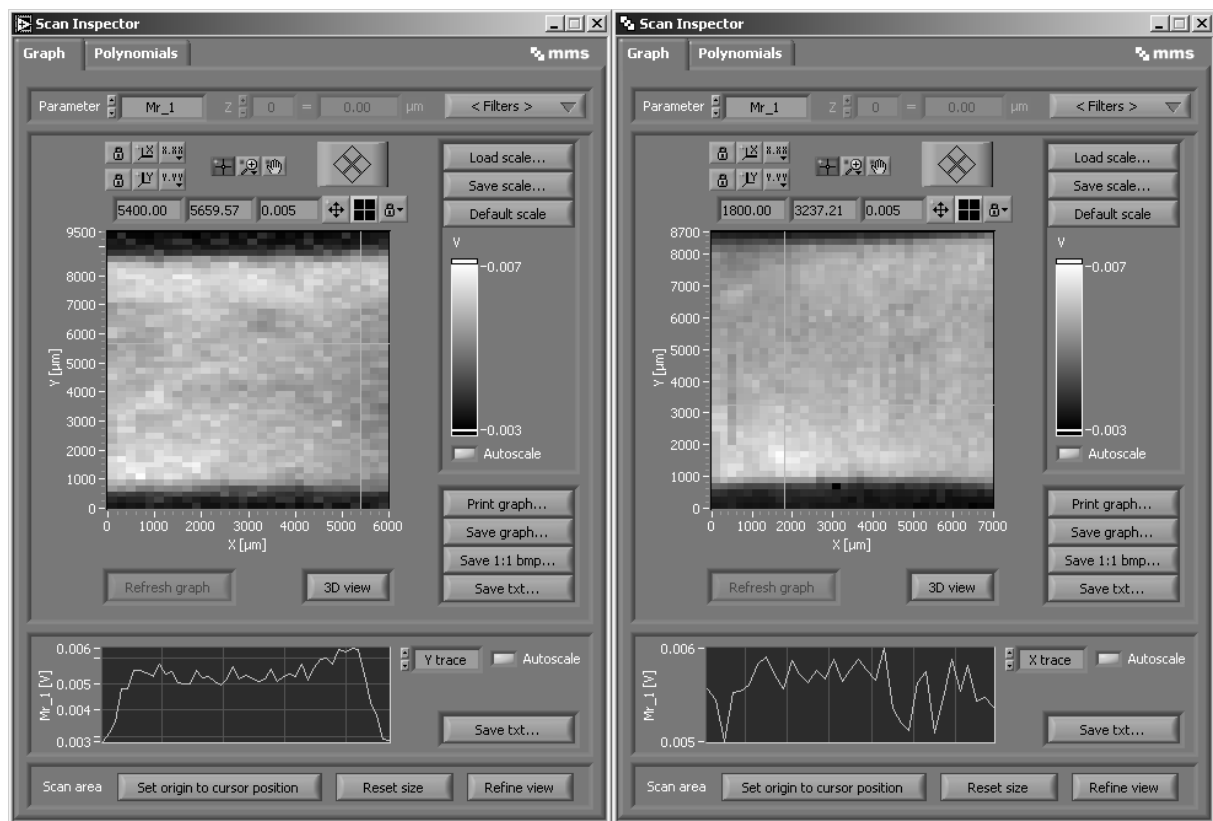 Scan Inspector
Graph Polynomials mms
Parameter Mr_1 Z 0 = 0.00 µm < Filters >
X X.XX
Y Y.YY
5400.00 5659.57 0.005
Load scale...
Save scale...
Default scale
9500
8000
7000
6000
5000
4000
3000
2000
1000
0
Y [µm]
0 1000 2000 3000 4000 5000 6000
X [µm]
V
0.007
0.003
Autoscale
Print graph...
Save graph...
Save 1:1 bmp...
Save txt...
Refresh graph 3D view
0.006
0.005
0.004
0.003
Mr_1 [V]
Y trace Autoscale
Save txt...
Scan area Set origin to cursor position Reset size Refine view
Scan Inspector
Graph Polynomials mms
Parameter Mr_1 Z 0 = 0.00 µm < Filters >
X X.XX
Y Y.YY
1800.00 3237.21 0.005
Load scale...
Save scale...
Default scale
8700
8000
7000
6000
5000
4000
3000
2000
1000
0
Y [µm]
0 1000 2000 3000 4000 5000 6000 7000
X [µm]
V
0.007
0.003
Autoscale
Print graph...
Save graph...
Save 1:1 bmp...
Save txt...
Refresh graph 3D view
0.006
0.005
Mr_1 [V]
X trace Autoscale
Save txt...
Scan area Set origin to cursor position Reset size Refine view